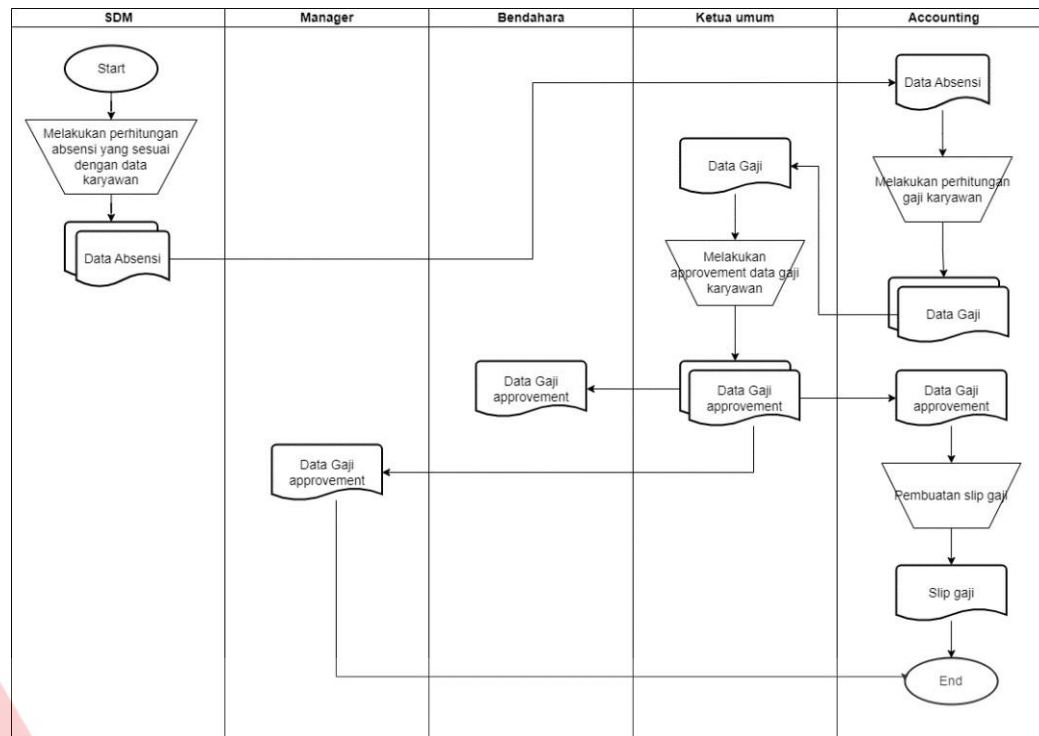 SDM
Manager
Bendahara
Ketua umum
Accounting
Start
Melakukan perhitungan
absensi yang sesuai
dengan data
karyawan
Data Absensi
Data Absensi
Melakukan perhitungan
gaji karyawan
Data Gaji
Data Gaji
Melakukan
approvement data gaji
karyawan
Data Gaji
approvement
Data Gaji
approvement
Data Gaji
approvement
Data Gaji
approvement
Pembuatan slip gaji
Slip gaji
End